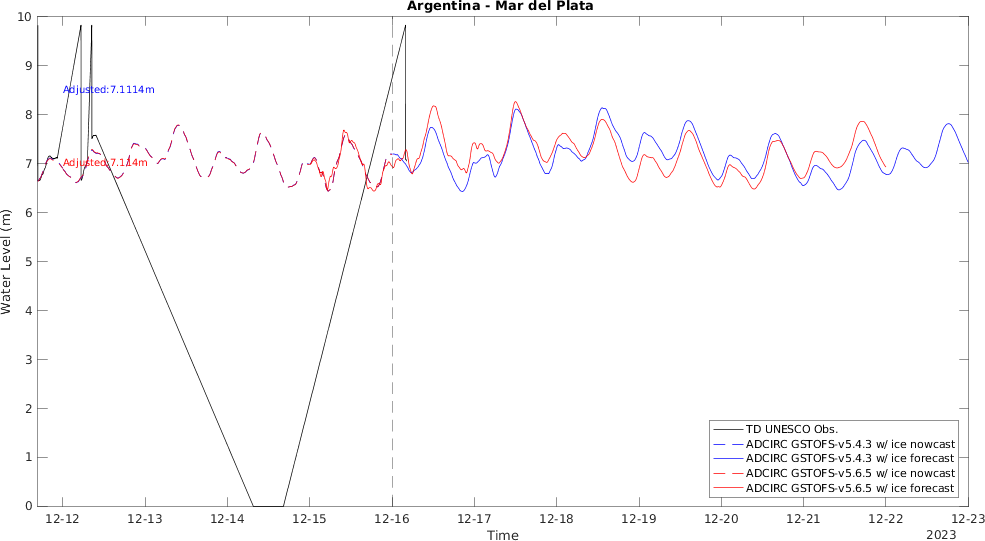 Argentina - Mar del Plata
10
9
8
7
6
5
4
3
2
1
0
Water Level (m)
Adjusted:7.1114m
Adjusted:7.114m
TD UNESCO Obs.
ADCIRC GSTOFS-v5.4.3 w/ ice nowcast
ADCIRC GSTOFS-v5.4.3 w/ ice forecast
ADCIRC GSTOFS-v5.6.5 w/ ice nowcast
ADCIRC GSTOFS-v5.6.5 w/ ice forecast
12-12 12-13 12-14 12-15 12-16 12-17 12-18 12-19 12-20 12-21 12-22 12-23
Time
2023